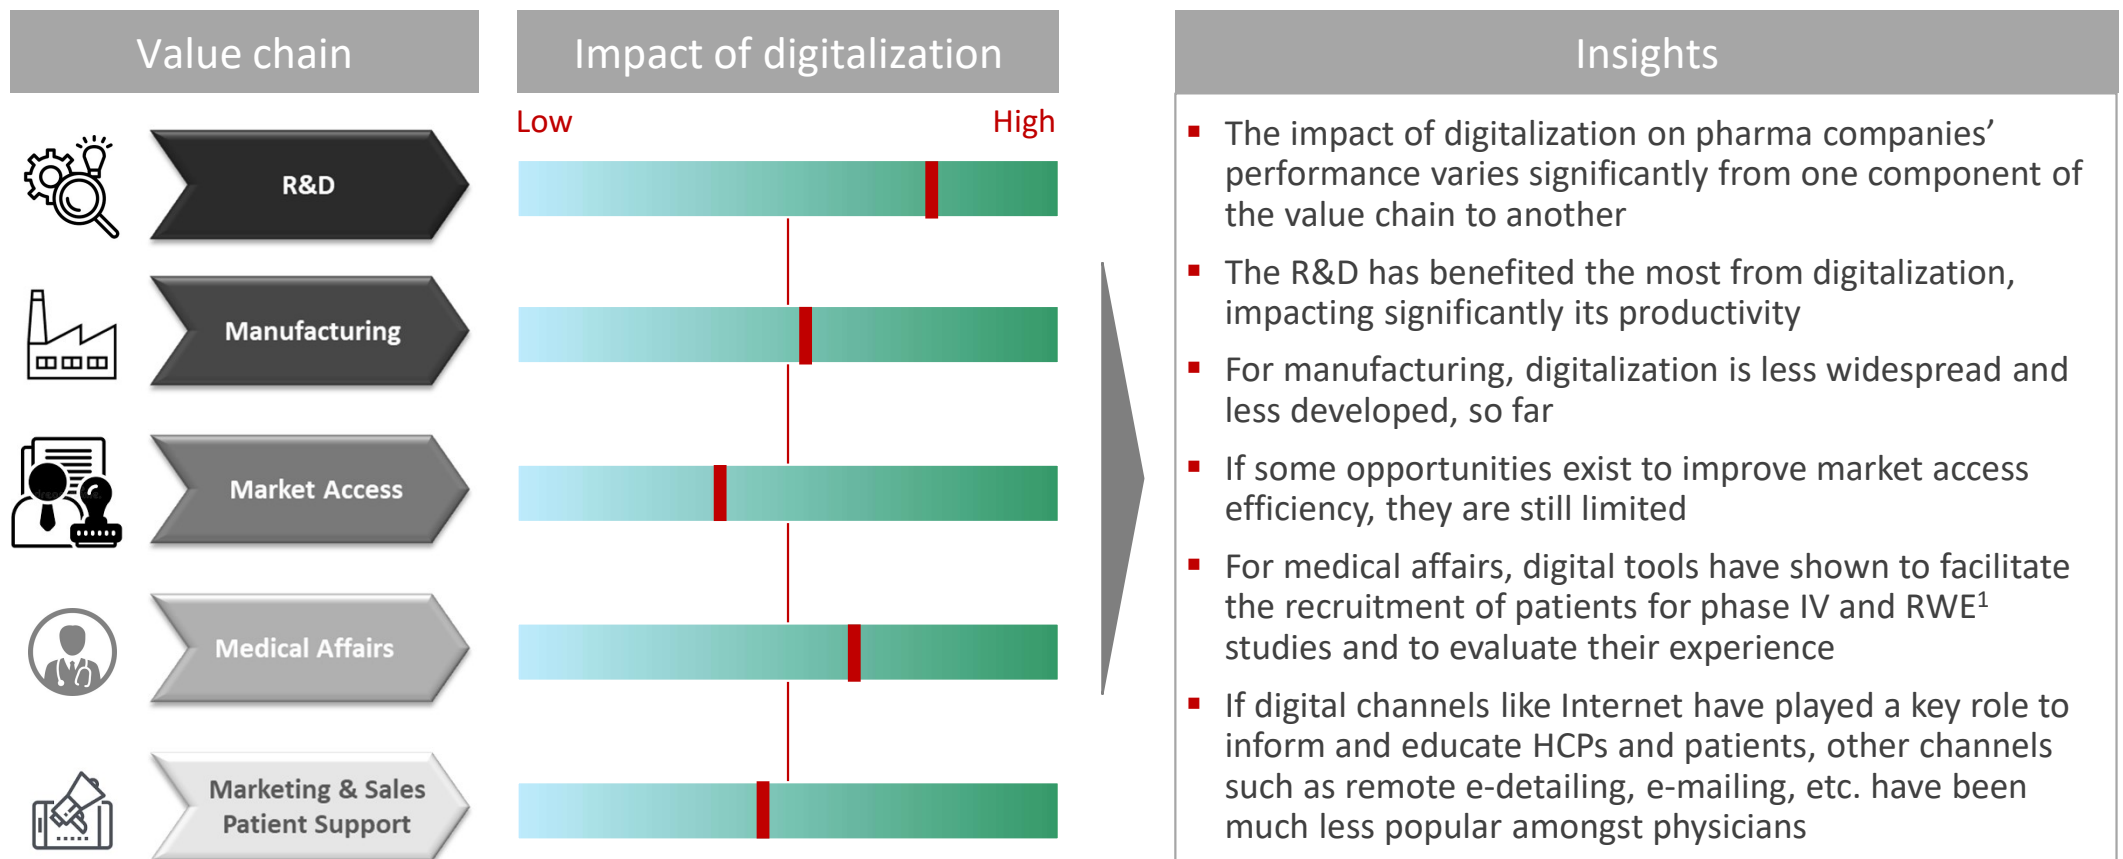 Value chain
Impact of digitalization
Insights
Low
High
R&D
Manufacturing
Market Access
Medical Affairs
Marketing & Sales
Patient Support
▪ The impact of digitalization on pharma companies’
performance varies significantly from one component of
the value chain to another
▪ The R&D has benefited the most from digitalization,
impacting significantly its productivity
▪ For manufacturing, digitalization is less widespread and
less developed, so far
▪ If some opportunities exist to improve market access
efficiency, they are still limited
▪ For medical affairs, digital tools have shown to facilitate
the recruitment of patients for phase IV and RWE¹
studies and to evaluate their experience
▪ If digital channels like Internet have played a key role to
inform and educate HCPs and patients, other channels
such as remote e-detailing, e-mailing, etc. have been
much less popular amongst physicians